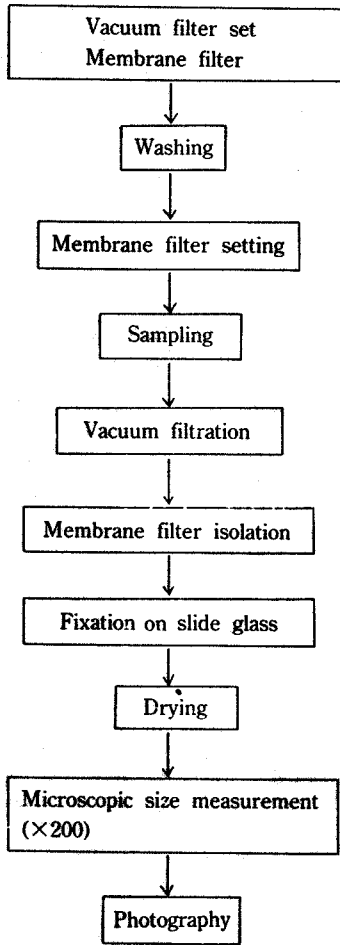 Vacuum filter set
Membrane filter
Washing
Membrane filter setting
Sampling
Vacuum filtration
Membrane filter isolation
Fixation on slide glass
Drying
Microscopic size measurement
(×200)
Photography